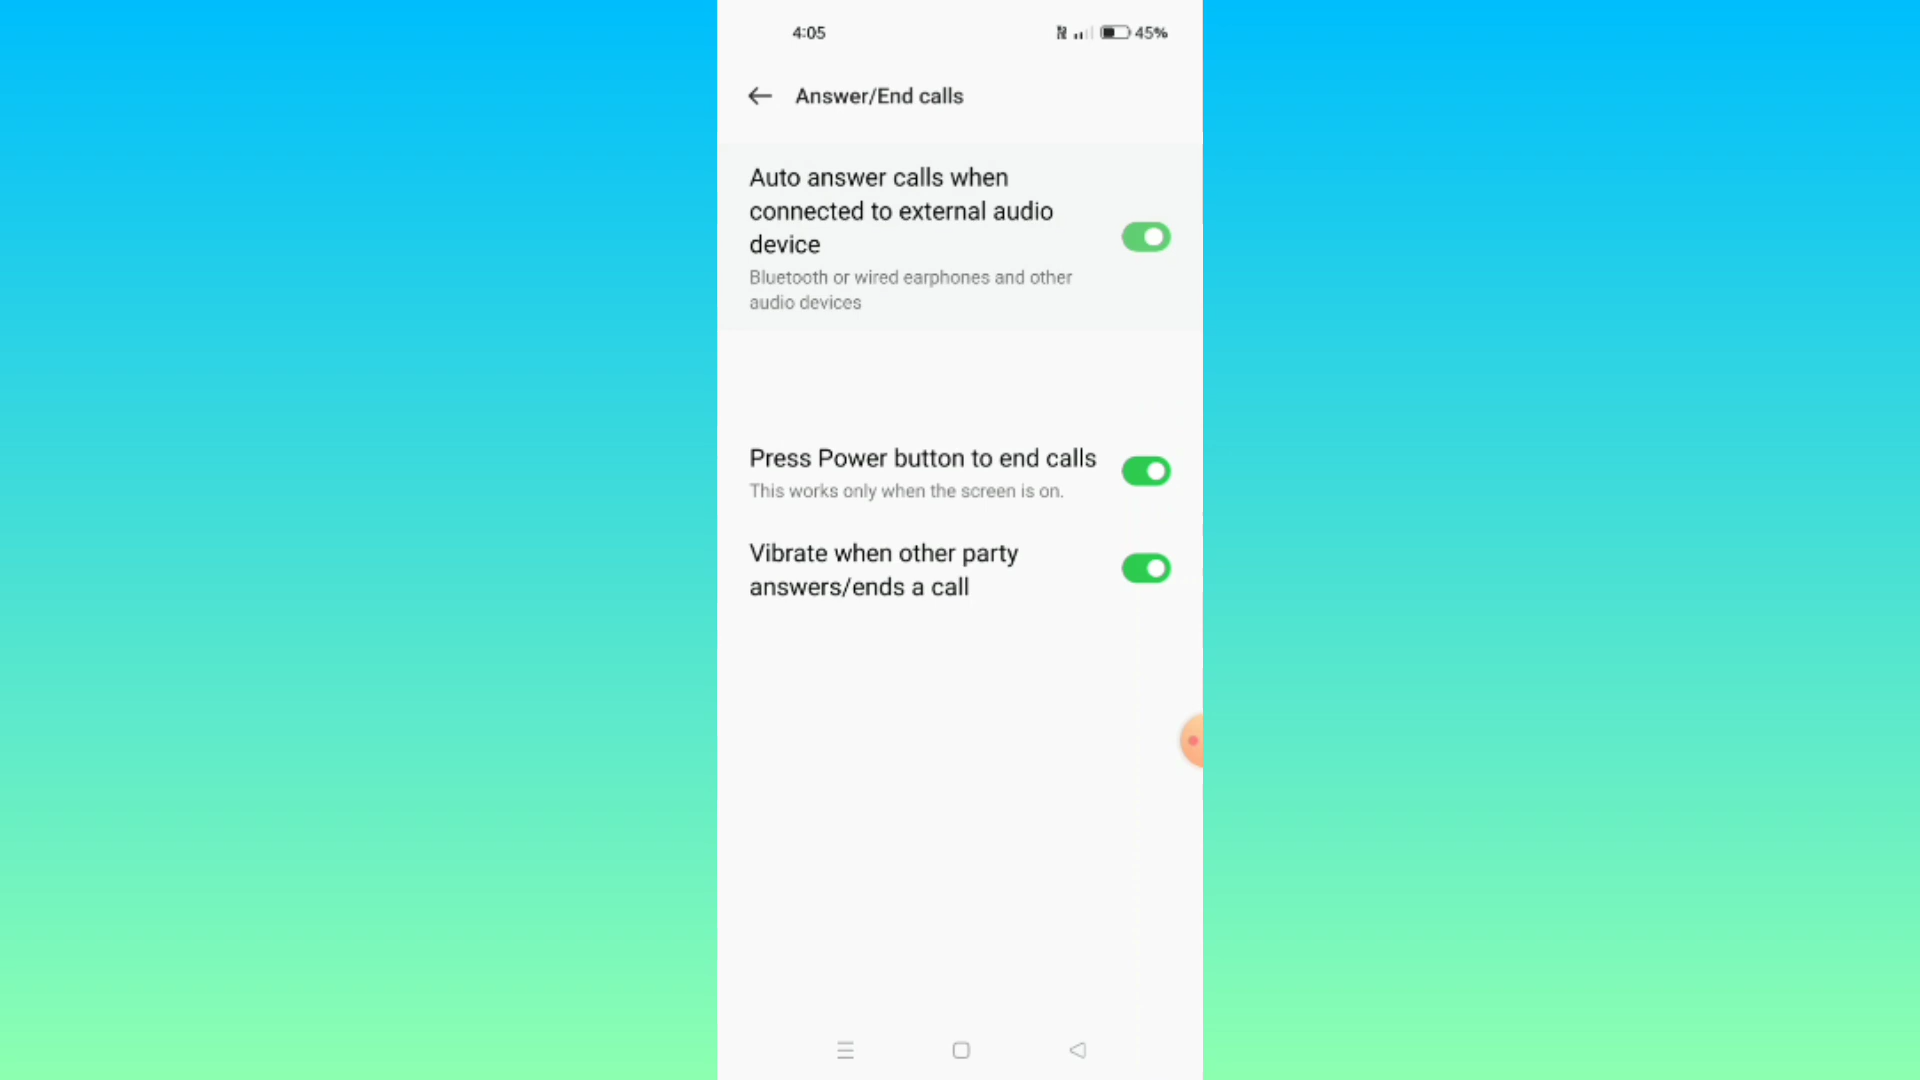 4:05
45%
Answer/End calls
Auto answer calls when
connected to external audio
device
Bluetooth or wired earphones and other
audio devices
Press Power button to end calls
This works only when the screen is on.
Vibrate when other party
answers/ends a call